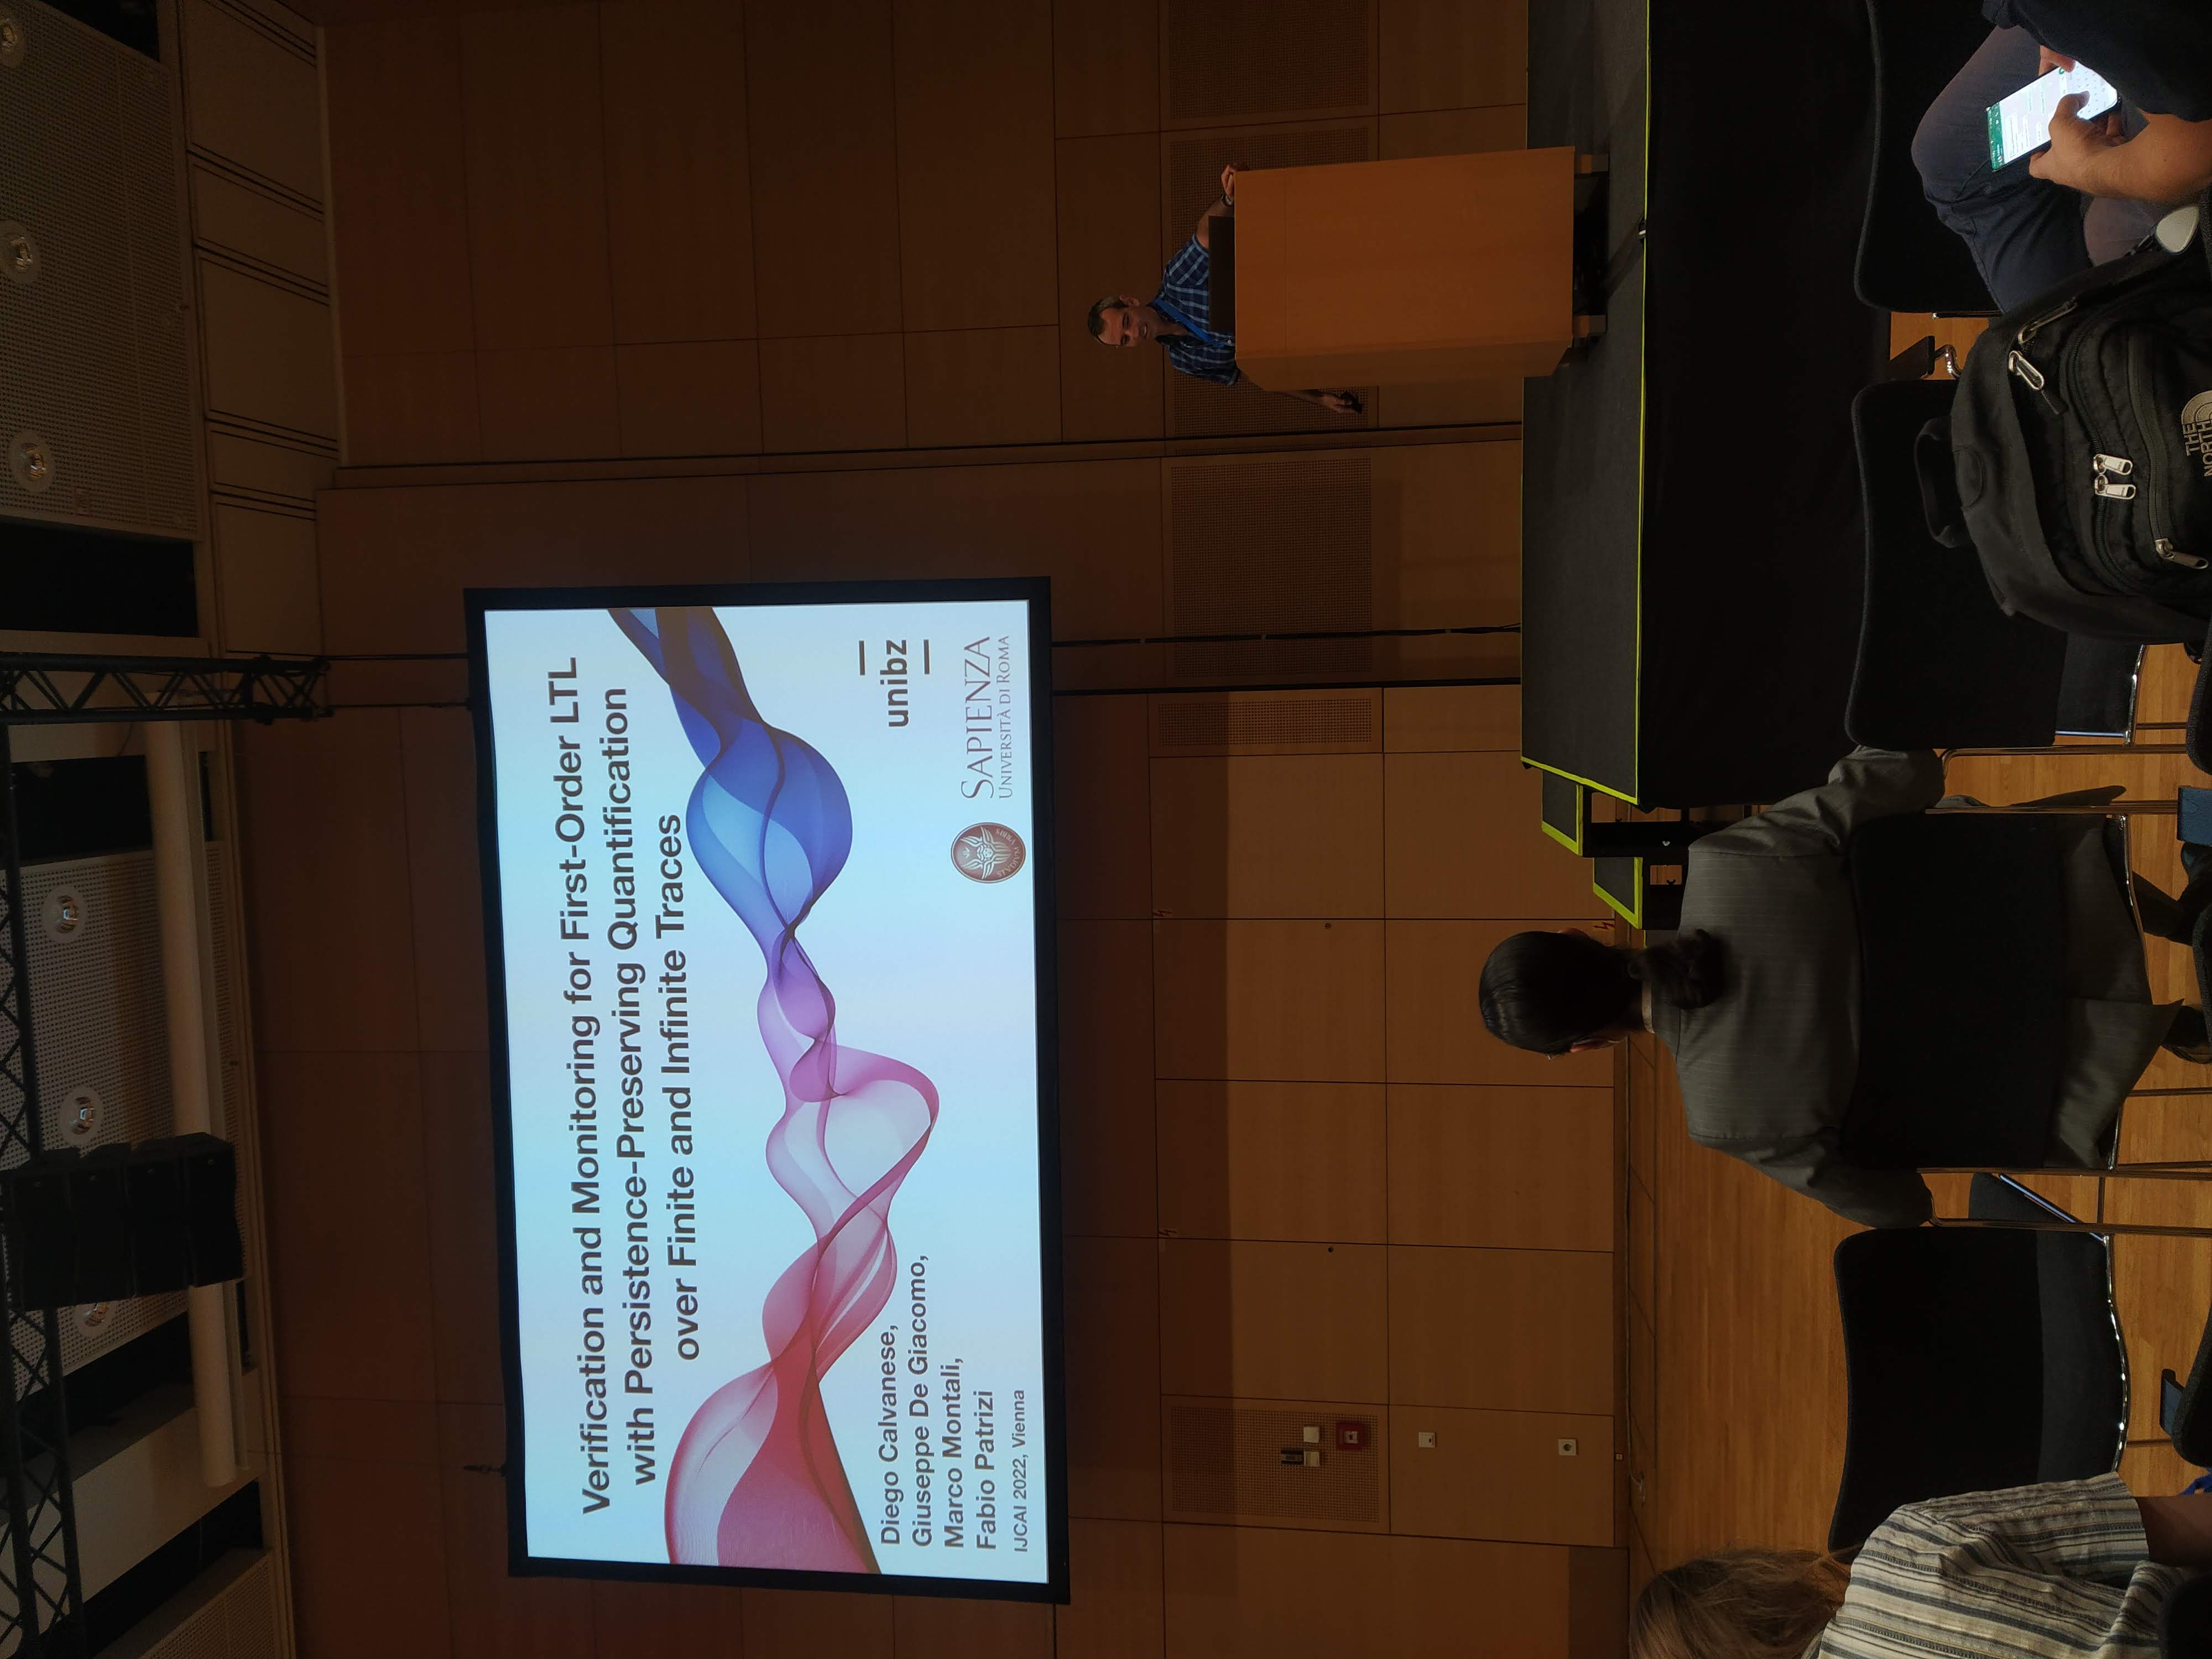 Verification and Monitoring for First-Order LTL
with Persistence-Preserving Quantification
over Finite and Infinite Traces
Diego Calvanese,
Giuseppe De Giacomo,
Marco Montali,
Fabio Patrizi
IJCAI 2022, Vienna
unibz
SAPIENZA
UNIVERSITÀ DI ROMA
THE
NORTH